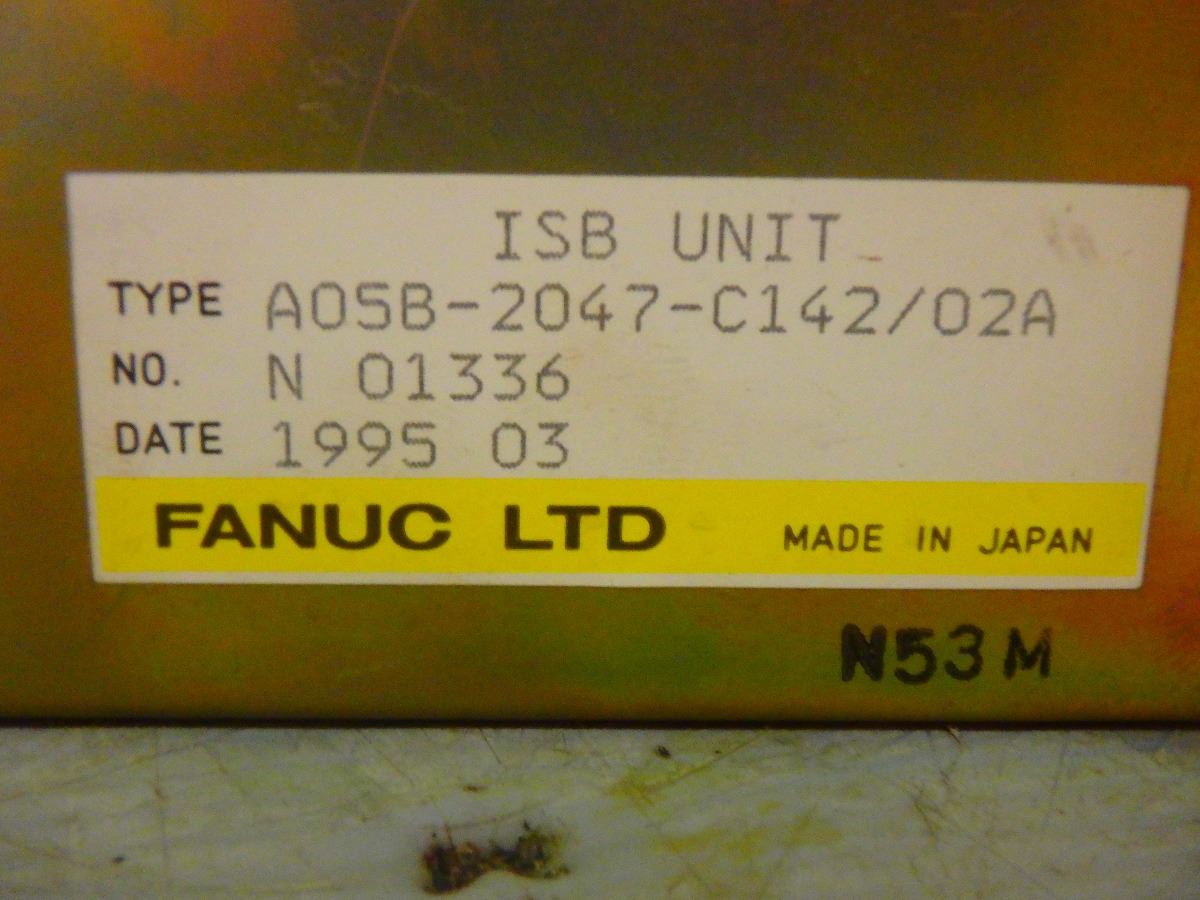 ISB UNIT
TYPE A05B-2047-C142/02A
NO. N 01336
DATE 1995 03
FANUC LTD MADE IN JAPAN
N53M